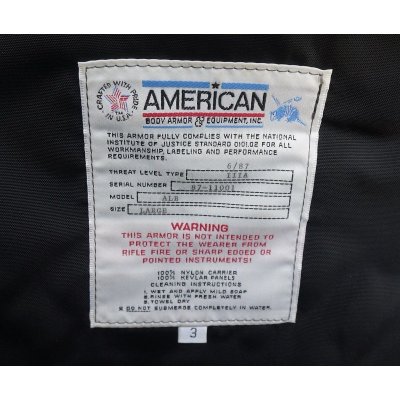 CRAFTED WITH PRIDE IN U.S.A.
AMERICAN
BODY ARMOR & EQUIPMENT, INC.
THIS ARMOR FULLY COMPLIES WITH THE NATIONAL
INSTITUTE OF JUSTICE STANDARD 0101.02 FOR ALL
WORKMANSHIP, LABELING AND PERFORMANCE
REQUIREMENTS.
6/87
THREAT LEVEL TYPE IIIA
SERIAL NUMBER 87-11001
MODEL ALB
SIZE LARGE
WARNING
THIS ARMOR IS NOT INTENDED TO
PROTECT THE WEARER FROM
RIFLE FIRE OR SHARP EDGED OR
POINTED INSTRUMENTS!
100% NYLON CARRIER
100% KEVLAR PANELS
CLEANING INSTRUCTIONS
1. WET AND APPLY MILD SOAP
2. RINSE WITH FRESH WATER
3. TOWEL DRY
* DO NOT SUBMERGE COMPLETELY IN WATER.
3